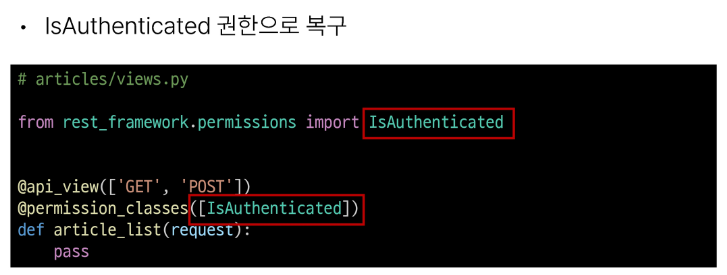 • IsAuthenticated 권한으로 복구
# articles/views.py
from rest_framework.permissions import IsAuthenticated
@api_view(['GET', 'POST'])
@permission_classes([IsAuthenticated])
def article_list(request):
    pass